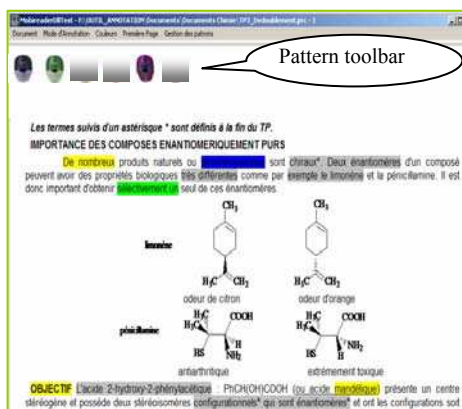 MobireaderOBText - F:\OUTIL_ANNOTATION\Documents\Documents Chimie\TP3_Dedoublement.prc - 1
Document Mode d'Annotation Couleurs Première Page Gestion des patrons
Pattern toolbar
Les termes suivis d'un astérisque * sont définis à la fin du TP.
IMPORTANCE DES COMPOSES ENANTIOMERIQUEMENT PURS
De nombreux produits naturels ou sont chiraux*. Deux énantiomères d'un composé
peuvent avoir des propriétés biologiques très différentes comme par exemple le limonène et la pénicillamine. Il est
donc important d'obtenir sélectivement un seul de ces énantiomères.
CH₃ CH₃
limonène
H₃C CH₂ H₃C CH₂
odeur de citron odeur d'orange
H₃C CH₃ COOH H₃C CH₃ COOH
pénicillamine
HS H NH₂ HS NH₂ H
antiarthritique extrêmement toxique
OBJECTIF L'acide 2-hydroxy-2-phénylacétique : PhCH(OH)COOH (ou acide mandélique) présente un centre
stéréogène et possède deux stéréoisomères configurationnels* qui sont énantiomères* et ont les configurations soit